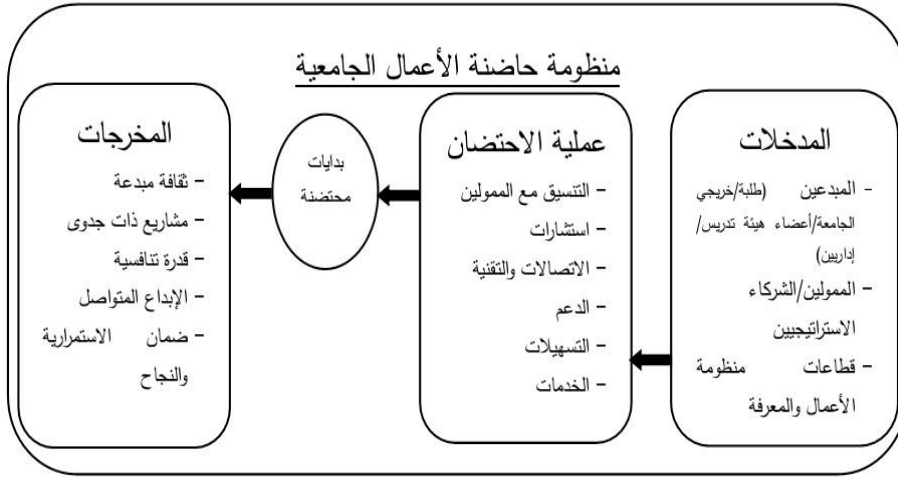 منظومة حاضنة الأعمال الجامعية
المدخلات
- المبدعين (طلبة/خريجي
الجامعة/أعضاء هيئة تدريس/
إداريين)
- الممولين/الشركاء
الاستراتيجيين
- قطاعات منظومة
الأعمال والمعرفة
عملية الاحتضان
- التنسيق مع الممولين
- استشارات
- الاتصالات والتقنية
- الدعم
- التسهيلات
- الخدمات
بدايات
محتضنة
المخرجات
- ثقافة مبدعة
- مشاريع ذات جدوى
- قدرة تنافسية
- الإبداع المتواصل
- ضمان الاستمرارية
والنجاح